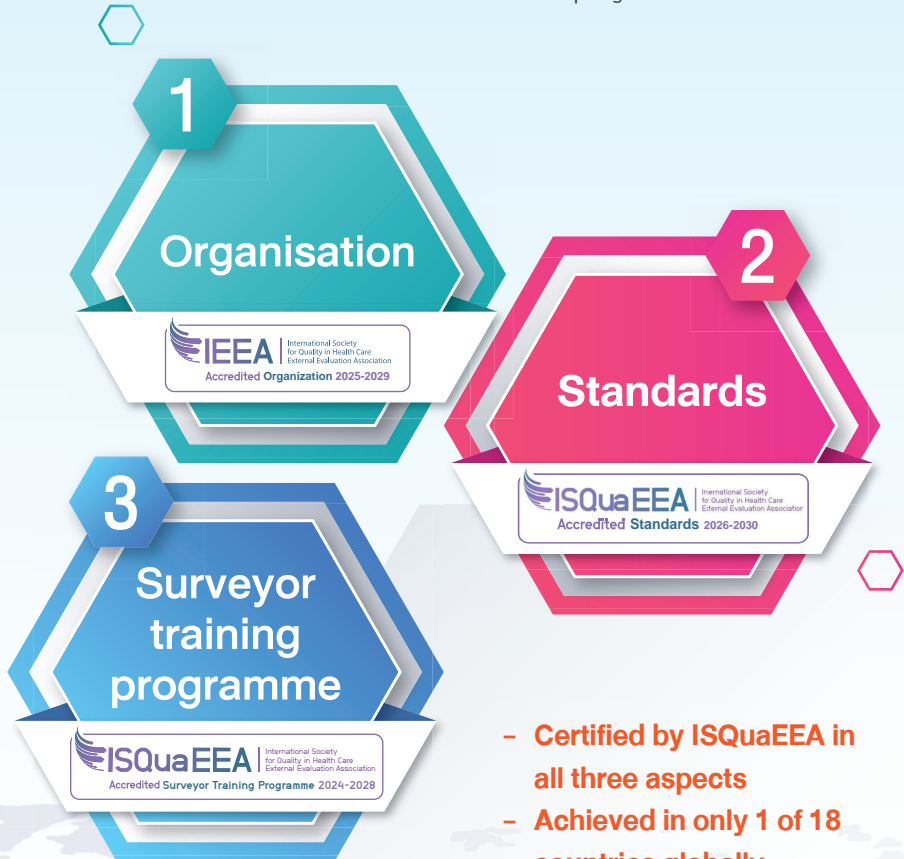 1
Organisation
IEEA
International Society
for Quality in Health Care
External Evaluation Association
Accredited Organization 2025-2029
2
Standards
ISQuaEEA
International Society
for Quality in Health Care
External Evaluation Association
Accredited Standards 2026-2030
3
Surveyor
training
programme
ISQuaEEA
International Society
for Quality in Health Care
External Evaluation Association
Accredited Surveyor Training Programme 2024-2028
– Certified by ISQuaEEA in
all three aspects
– Achieved in only 1 of 18
countries globally